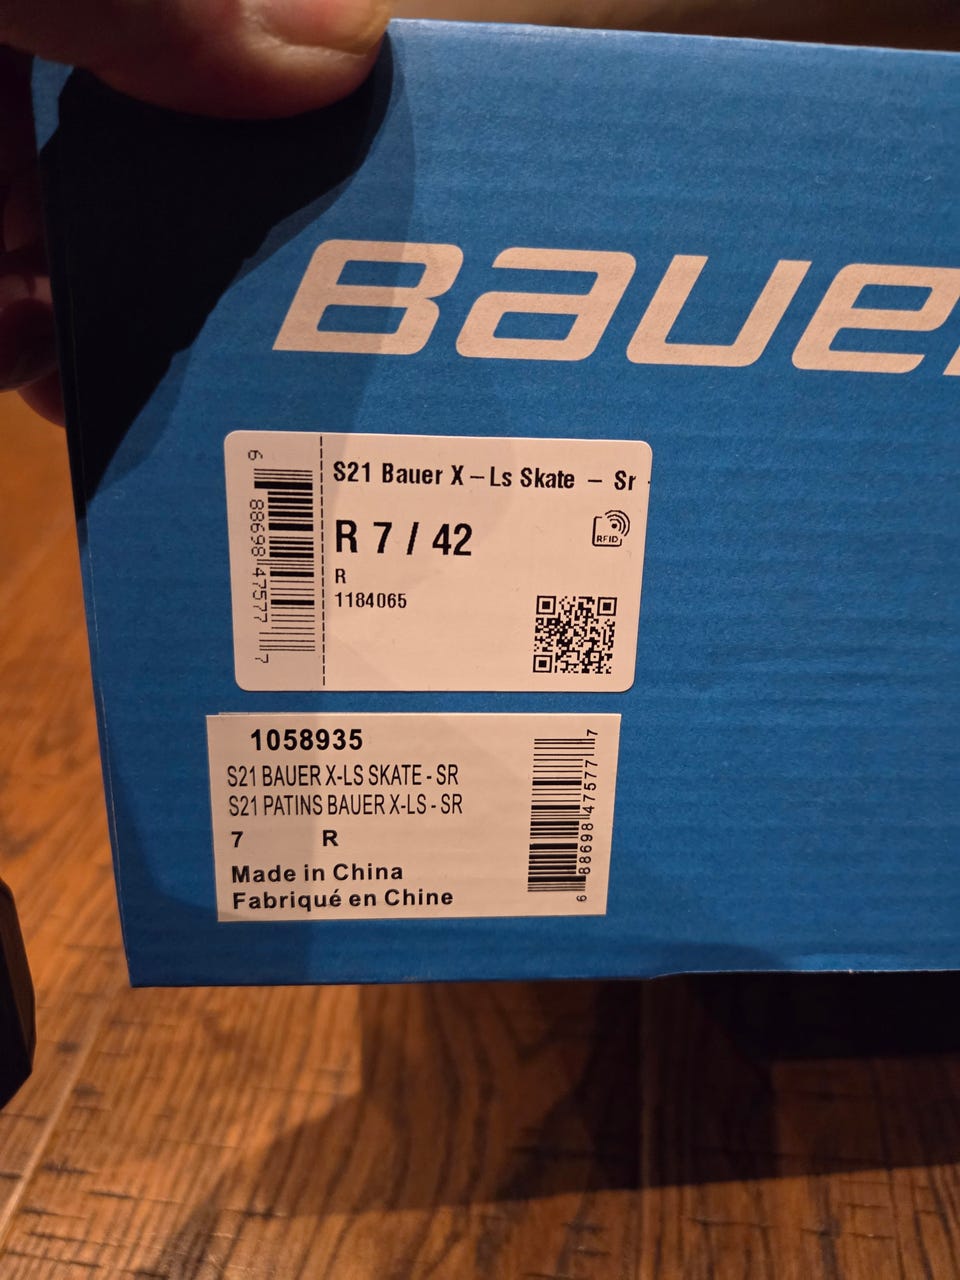 BAUER
S21 Bauer X – Ls Skate – Sr
R 7 / 42
RFID
R
1184065
6 88698 47577 7
1058935
S21 BAUER X-LS SKATE - SR
S21 PATINS BAUER X-LS - SR
7 R
Made in China
Fabriqué en Chine
6 88698 47577 7